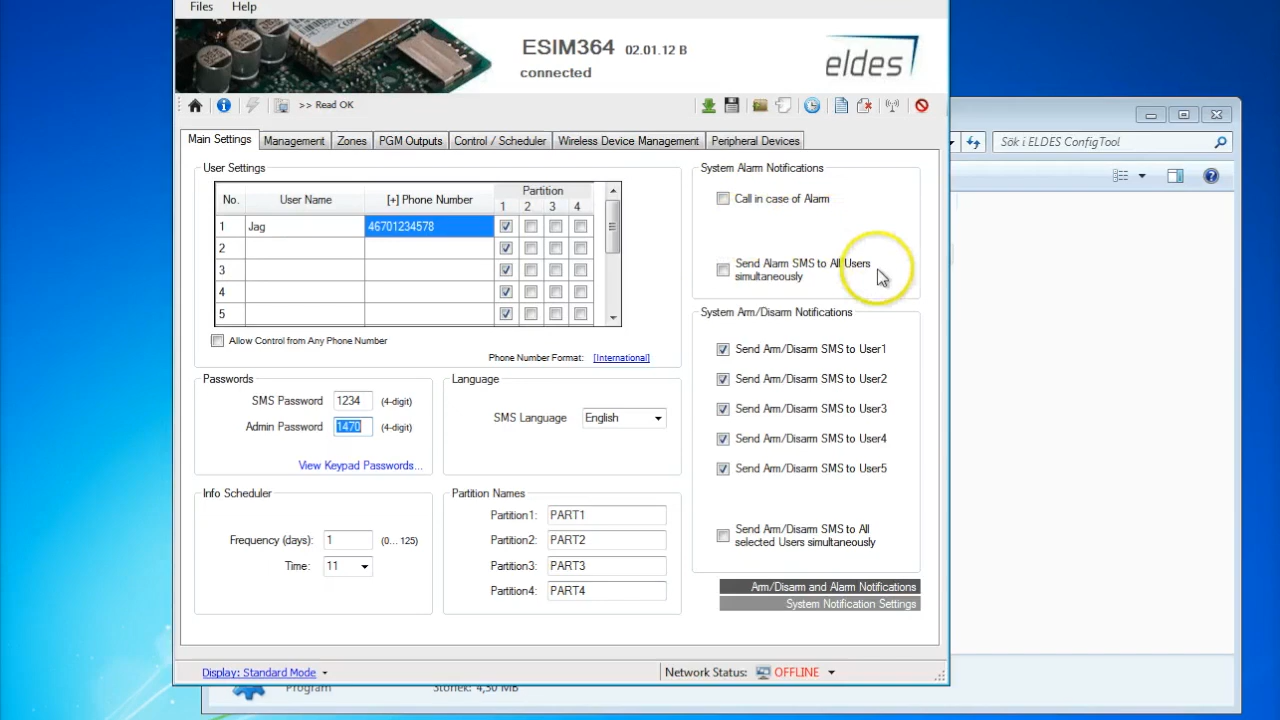 Files Help
ESIM364 02.01.12 B
connected
eldes
>> Read OK
Sök i ELDES ConfigTool
Main Settings Management Zones PGM Outputs Control / Scheduler Wireless Device Management Peripheral Devices
User Settings
No. User Name [+] Phone Number Partition
1 2 3 4
1 Jag 46701234578
2
3
4
5
Allow Control from Any Phone Number
Phone Number Format: [International]
Passwords
SMS Password 1234 (4-digit)
Admin Password 1470 (4-digit)
View Keypad Passwords...
Language
SMS Language English
Info Scheduler
Frequency (days): 1 (0... 125)
Time: 11
Partition Names
Partition1: PART1
Partition2: PART2
Partition3: PART3
Partition4: PART4
System Alarm Notifications
Call in case of Alarm
Send Alarm SMS to All Users
simultaneously
System Arm/Disarm Notifications
Send Arm/Disarm SMS to User1
Send Arm/Disarm SMS to User2
Send Arm/Disarm SMS to User3
Send Arm/Disarm SMS to User4
Send Arm/Disarm SMS to User5
Send Arm/Disarm SMS to All
selected Users simultaneously
Arm/Disarm and Alarm Notifications
System Notification Settings
Display: Standard Mode
Network Status: OFFLINE
Program Storlek: 4,50 MB